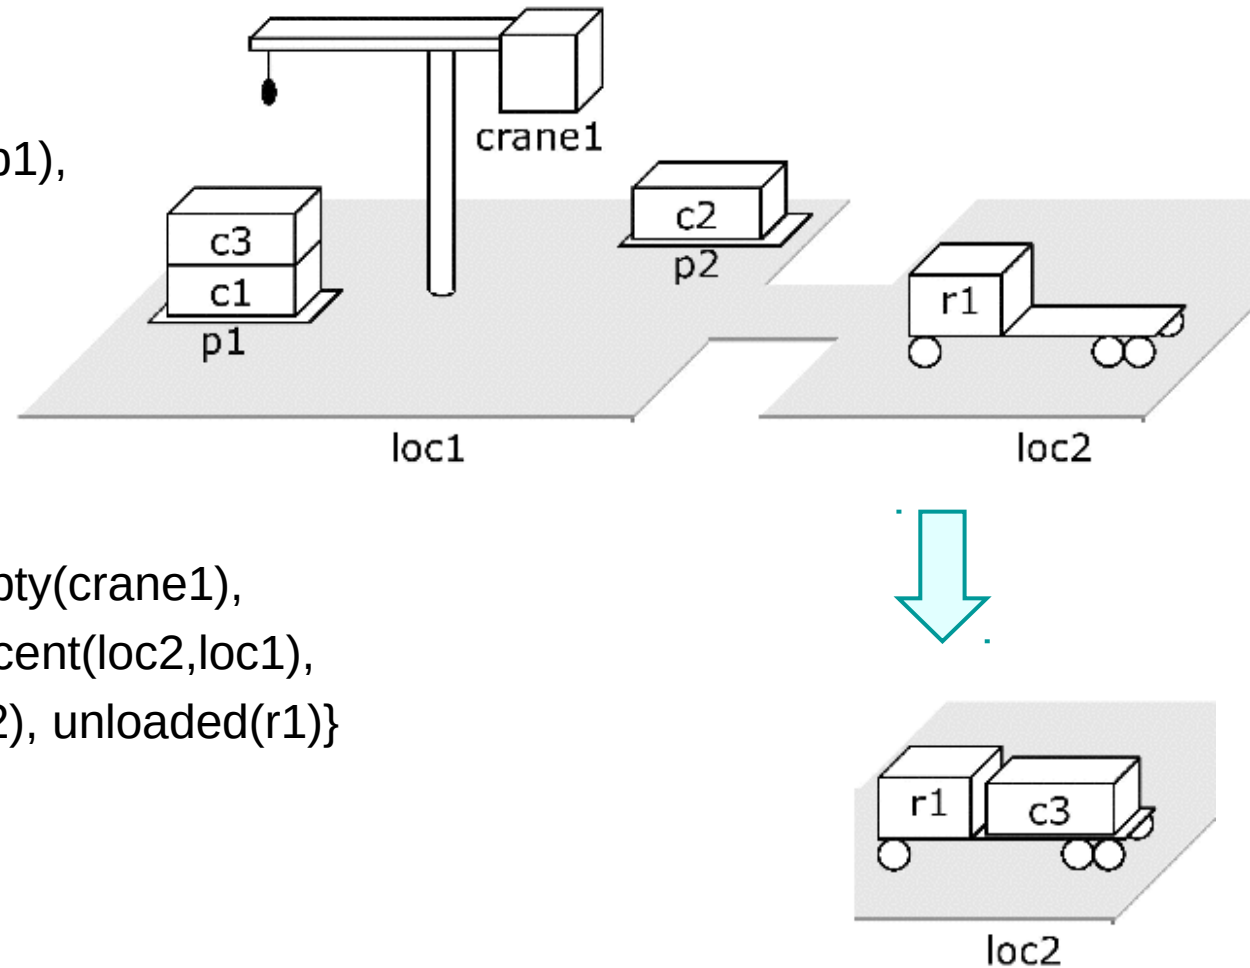 crane1
p1),
c3
c2
c1
p2
r1
p1
loc1
loc2
pty(crane1),
cent(loc2,loc1),
2), unloaded(r1)}
r1
c3
loc2